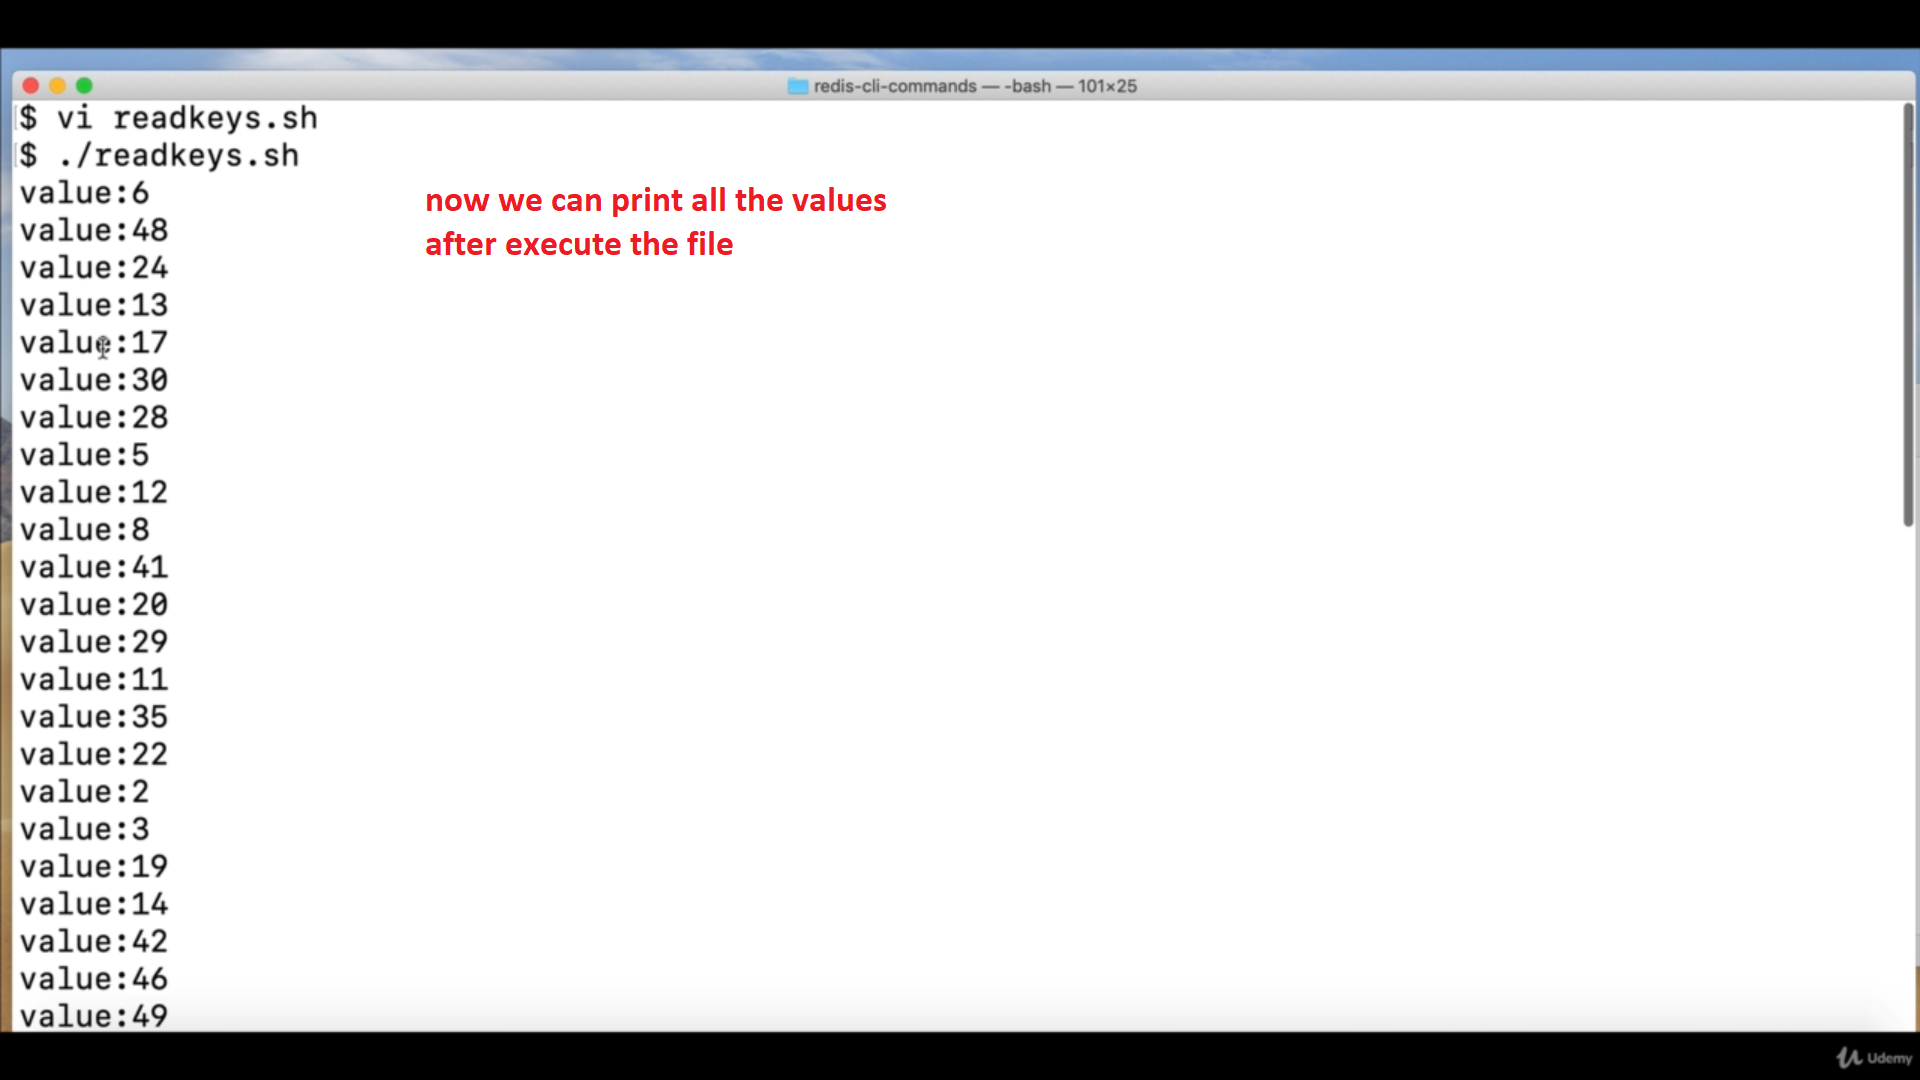 redis-cli-commands — -bash — 101×25
$ vi readkeys.sh
$ ./readkeys.sh
value:6
now we can print all the values
value:48
after execute the file
value:24
value:13
value:17
value:30
value:28
value:5
value:12
value:8
value:41
value:20
value:29
value:11
value:35
value:22
value:2
value:3
value:19
value:14
value:42
value:46
value:49
Udemy